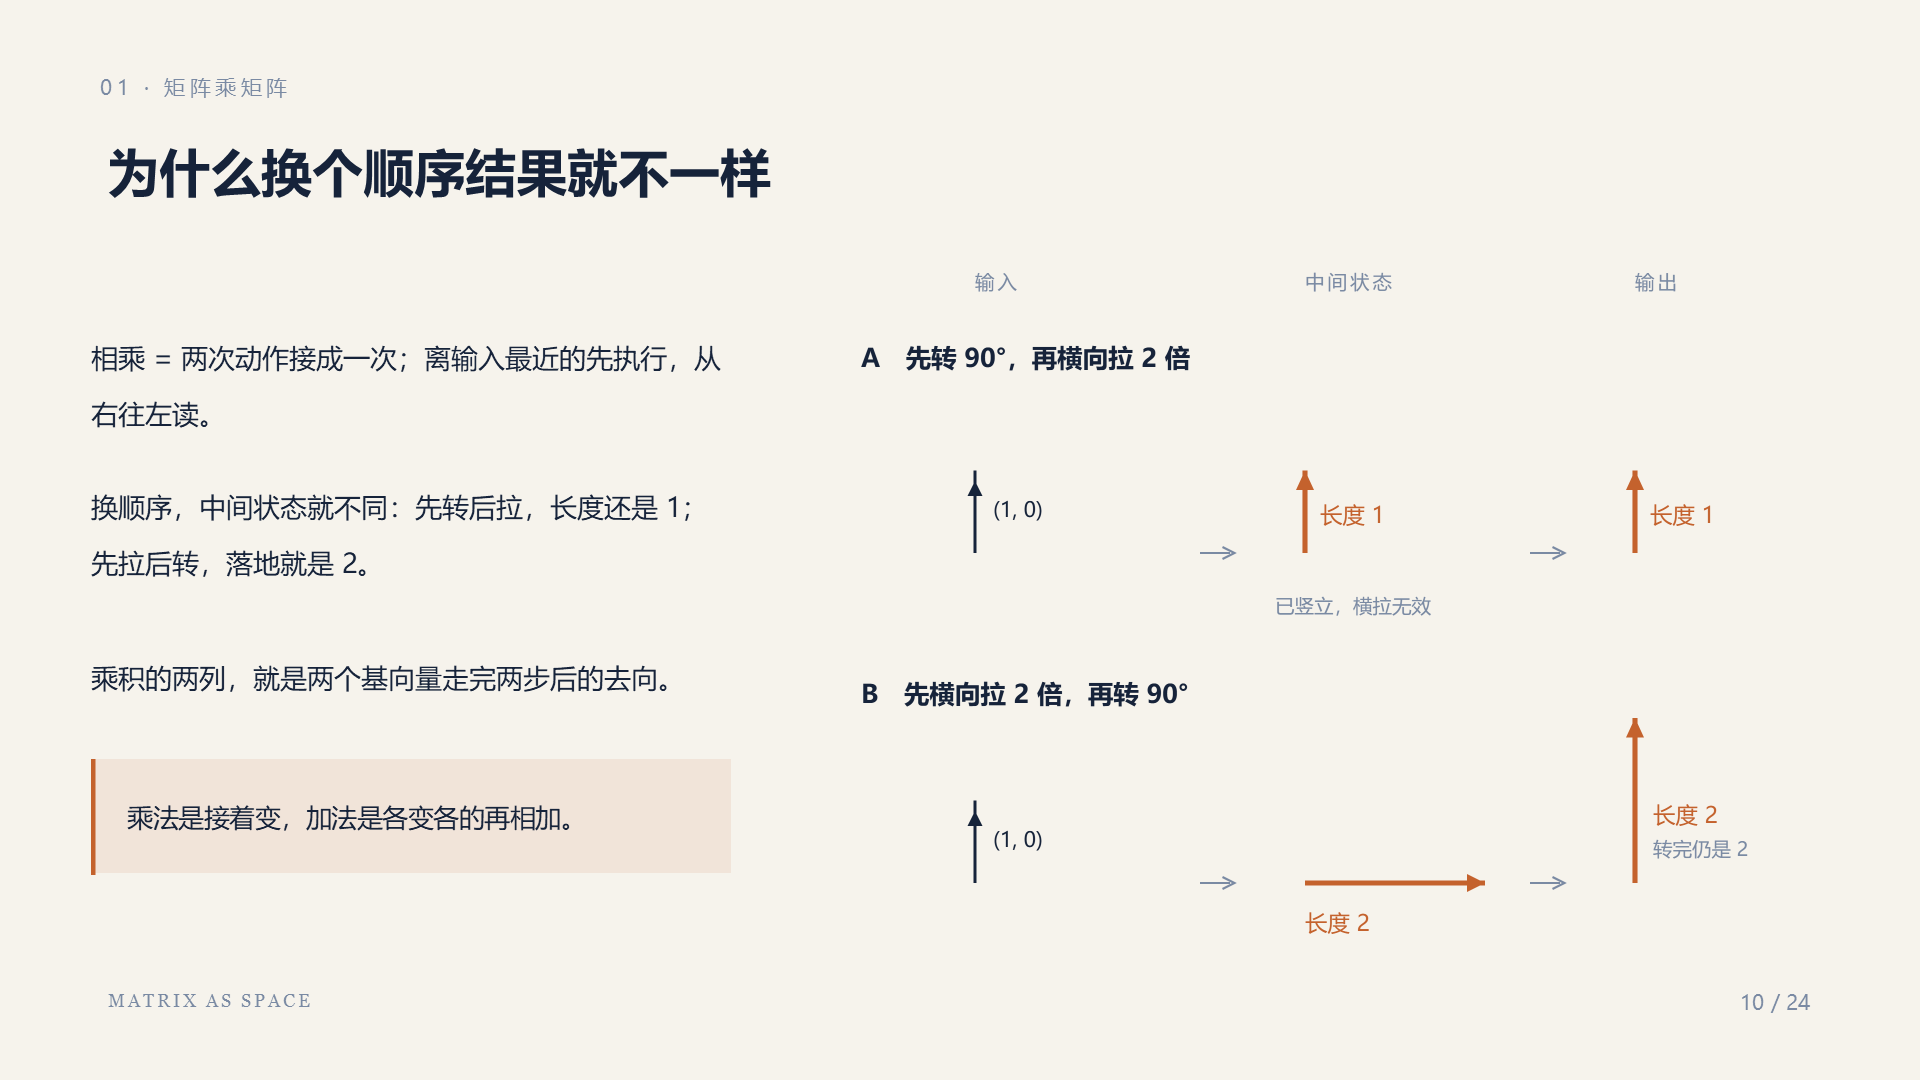 01 · 矩阵乘矩阵
为什么换个顺序结果就不一样
相乘 = 两次动作接成一次；离输入最近的先执行，从
右往左读。
换顺序，中间状态就不同：先转后拉，长度还是 1；
先拉后转，落地就是 2。
乘积的两列，就是两个基向量走完两步后的去向。
乘法是接着变，加法是各变各的再相加。
输入
中间状态
输出
A 先转 90°，再横向拉 2 倍
(1, 0)
长度 1
长度 1
已竖立，横拉无效
B 先横向拉 2 倍，再转 90°
(1, 0)
长度 2
长度 2
转完仍是 2
MATRIX AS SPACE
10 / 24